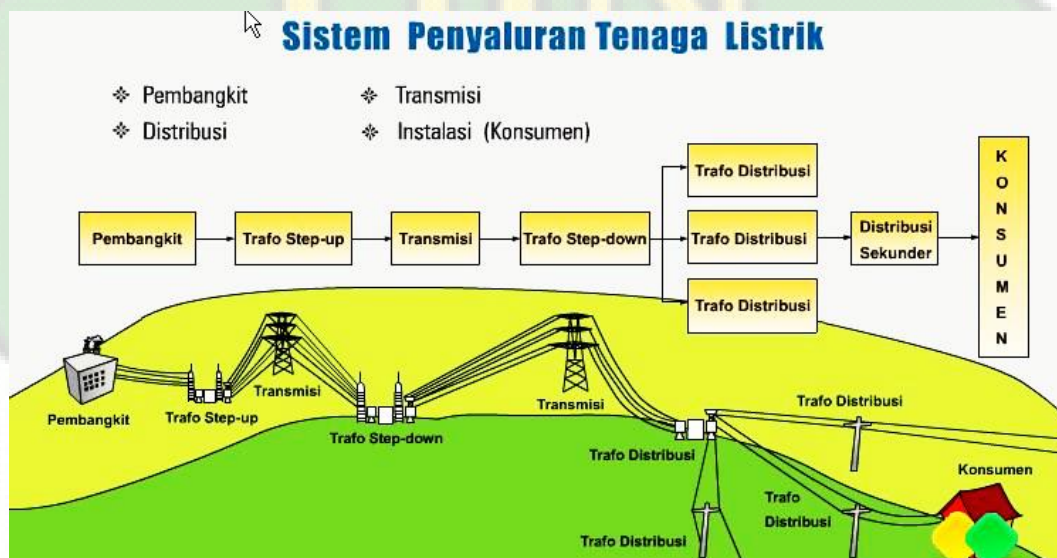 Sistem Penyaluran Tenaga Listrik
Pembangkit
Transmisi
Distribusi
Instalasi (Konsumen)
Trafo Distribusi
Pembangkit
Trafo Step-up
Transmisi
Trafo Step-down
Trafo Distribusi
Distribusi
Sekunder
KONSUMEN
Trafo Distribusi
Pembangkit
Trafo Step-up
Transmisi
Trafo Step-down
Transmisi
Trafo Distribusi
Trafo Distribusi
Konsumen
Trafo
Distribusi
Trafo Distribusi